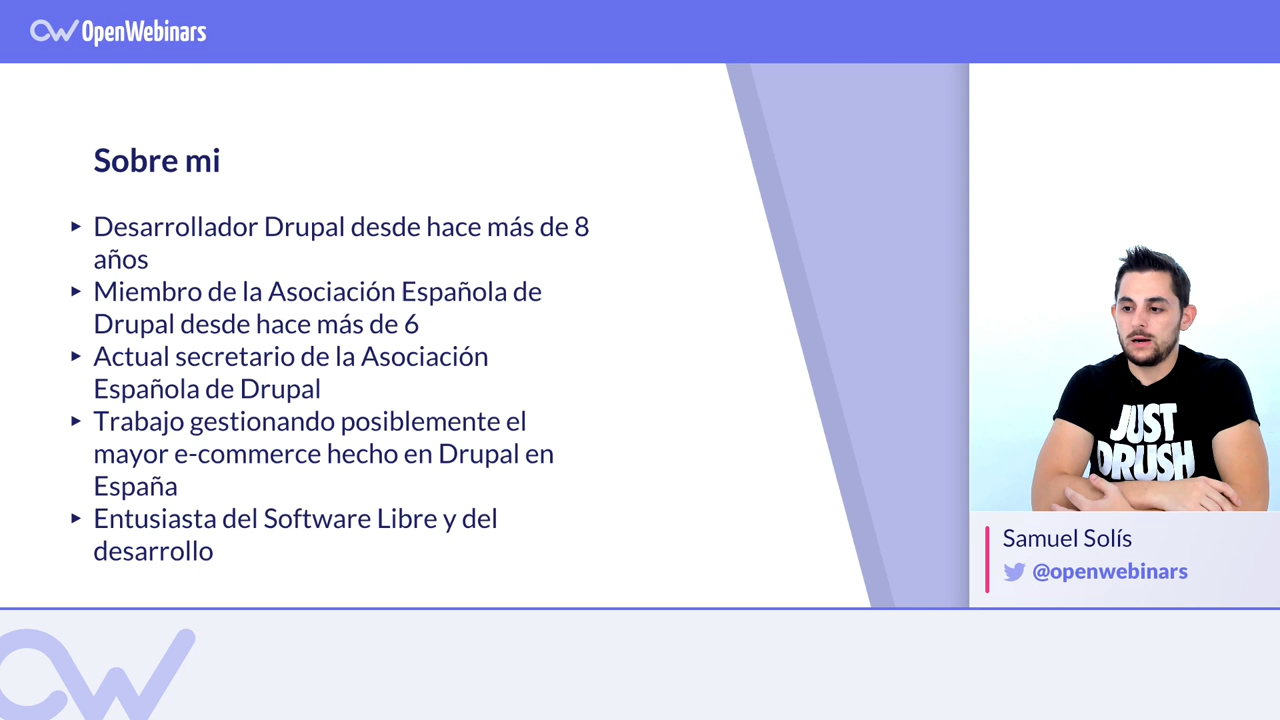 OpenWebinars
Sobre mi
‣ Desarrollador Drupal desde hace más de 8
años
‣ Miembro de la Asociación Española de
Drupal desde hace más de 6
‣ Actual secretario de la Asociación
Española de Drupal
‣ Trabajo gestionando posiblemente el
mayor e-commerce hecho en Drupal en
España
‣ Entusiasta del Software Libre y del
desarrollo
JUST
DRUSH
Samuel Solís
@openwebinars